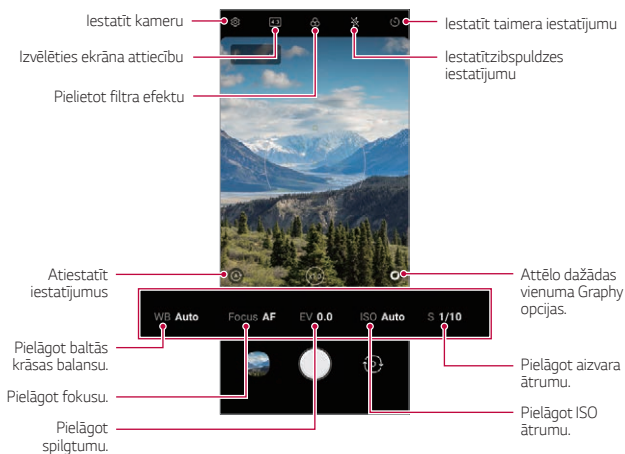 Iestatīt kameru
Iestatīt taimera iestatījumu
Izvēlēties ekrāna attiecību
Iestatītzibspuldzes
iestatījumu
Pielietot filtra efektu
4:3
Atiestatīt
iestatījumus
Attēlo dažādas
vienuma Graphy
opcijas.
WB Auto
Focus AF
EV 0.0
ISO Auto
S 1/10
Pielāgot baltās
krāsas balansu.
Pielāgot aizvara
ātrumu.
Pielāgot fokusu.
Pielāgot ISO
ātrumu.
Pielāgot
spilgtumu.